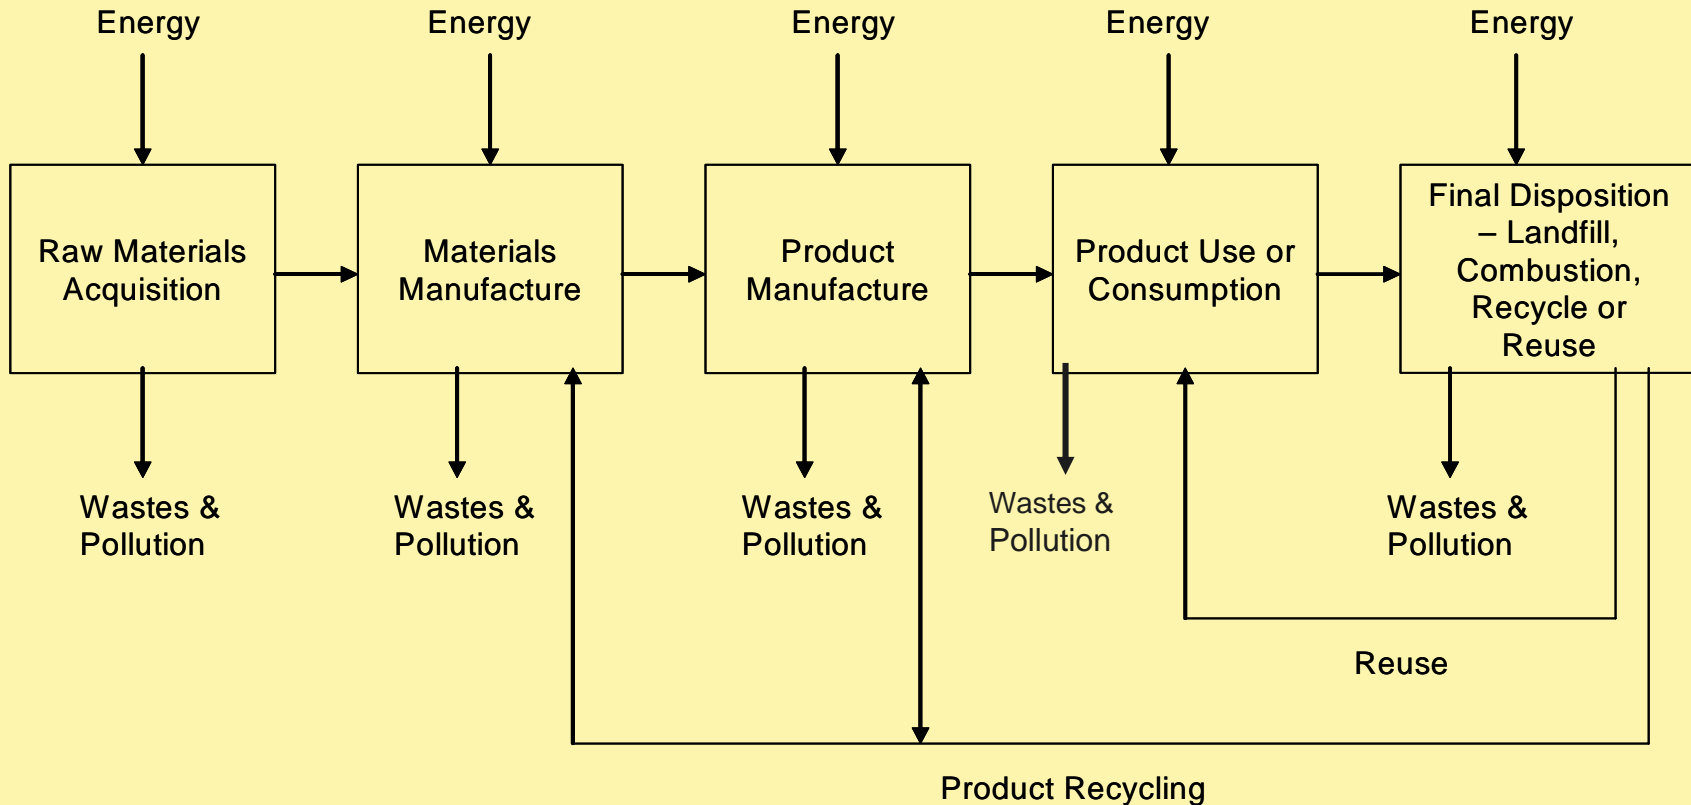 Energy
Energy
Energy
Energy
Energy
Raw Materials
Acquisition
Materials
Manufacture
Product
Manufacture
Product Use or
Consumption
Final Disposition
– Landfill,
Combustion,
Recycle or
Reuse
Wastes &
Pollution
Wastes &
Pollution
Wastes &
Pollution
Wastes &
Pollution
Wastes &
Pollution
Reuse
Product Recycling